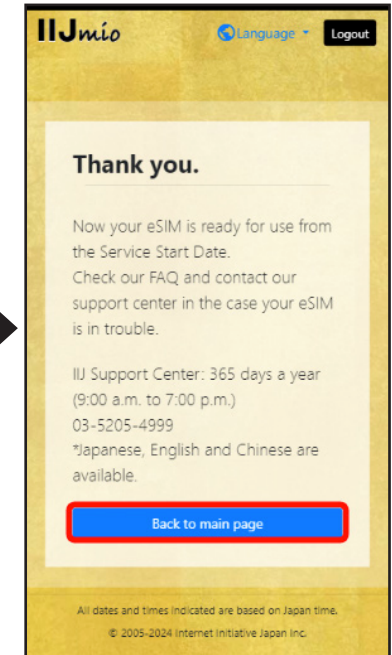 IIJmio
Language
Logout
Thank you.
Now your eSIM is ready for use from
the Service Start Date.
Check our FAQ and contact our
support center in the case your eSIM
is in trouble.
IIJ Support Center: 365 days a year
(9:00 a.m. to 7:00 p.m.)
03-5205-4999
*Japanese, English and Chinese are
available.
Back to main page
All dates and times indicated are based on Japan time.
© 2005-2024 Internet Initiative Japan Inc.